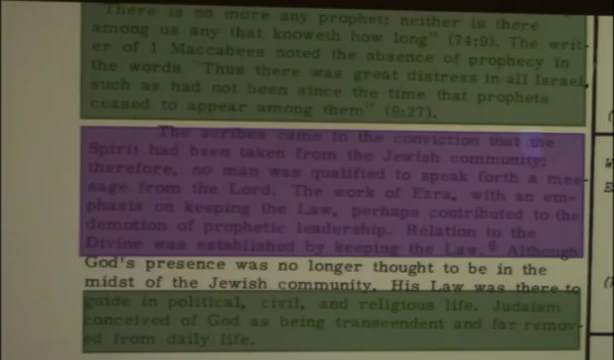 "There is no more any prophet: neither is there
among us any that knoweth how long" (74:9). The writ-
er of 1 Maccabees noted the absence of prophecy in
the words "Thus there was great distress in all Israel,
such as had not been since the time that prophets
ceased to appear among them" (9:27).
The scribes came in the conviction that the
Spirit had been taken from the Jewish community;
therefore, no man was qualified to speak forth a mes-
sage from the Lord. The work of Ezra, with an em-
phasis on keeping the Law, perhaps contributed to the
demotion of prophetic leadership. Relation to the
Divine was established by keeping the Law.6 Although
God's presence was no longer thought to be in the
midst of the Jewish community, His Law was there to
guide in political, civil, and religious life. Judaism
conceived of God as being transcendent and far remov-
ed from daily life.